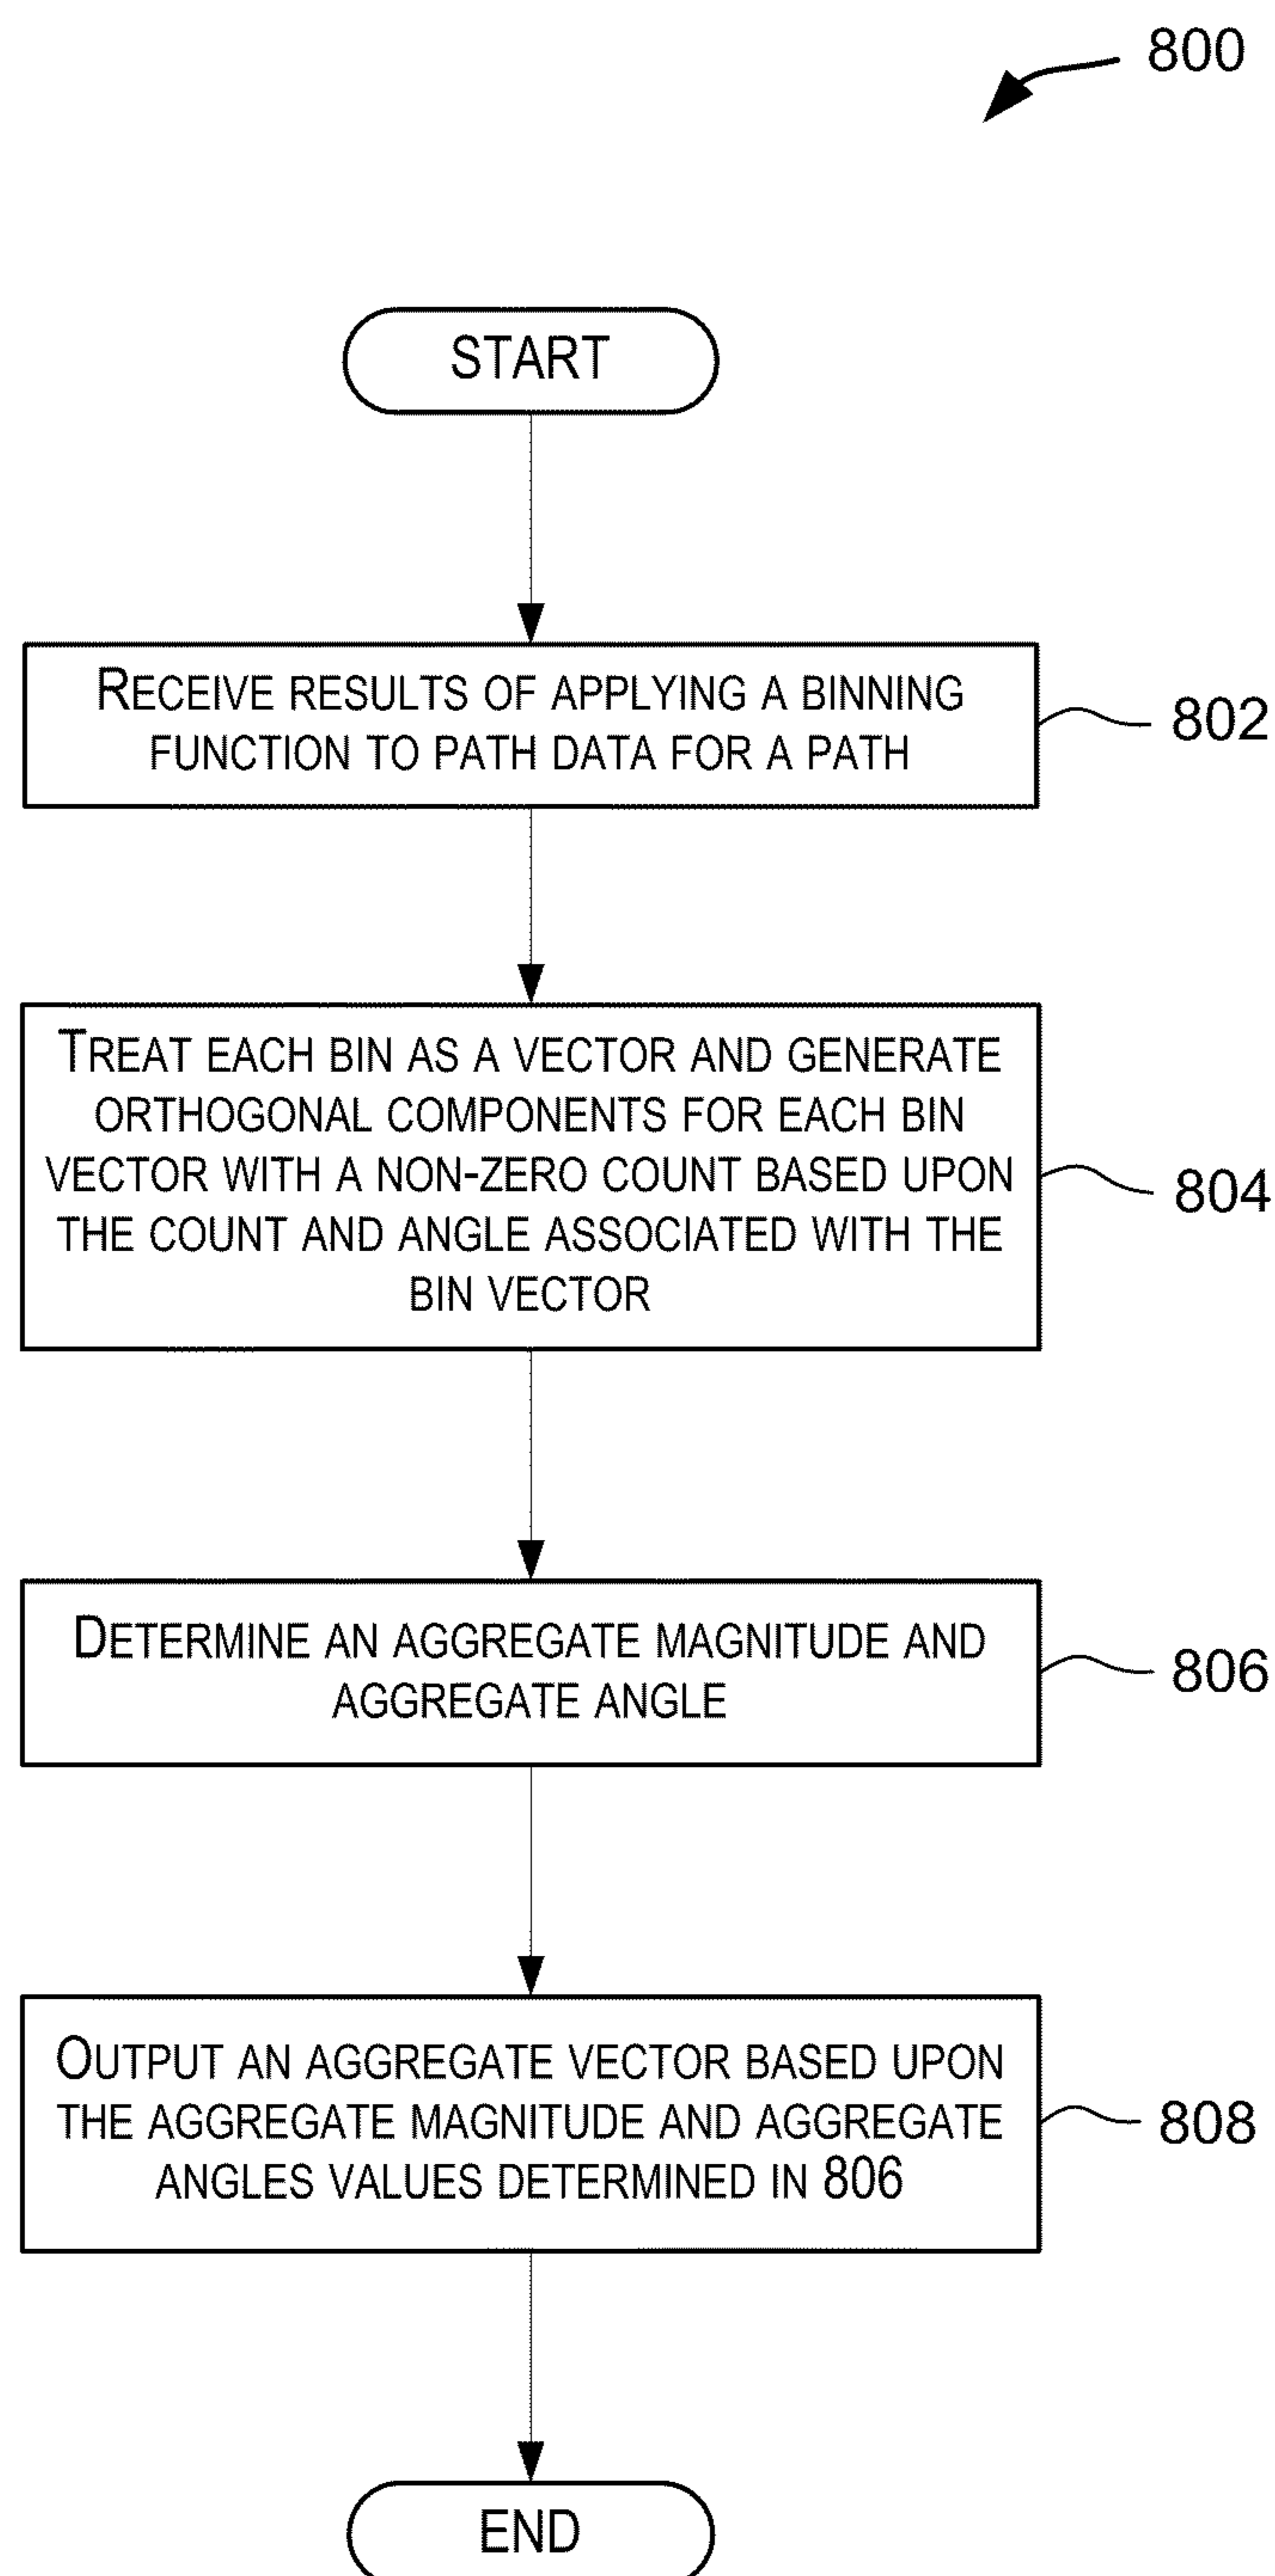 800
START
RECEIVE RESULTS OF APPLYING A BINNING
FUNCTION TO PATH DATA FOR A PATH
802
TREAT EACH BIN AS A VECTOR AND GENERATE
ORTHOGONAL COMPONENTS FOR EACH BIN
VECTOR WITH A NON-ZERO COUNT BASED UPON
THE COUNT AND ANGLE ASSOCIATED WITH THE
BIN VECTOR
804
DETERMINE AN AGGREGATE MAGNITUDE AND
AGGREGATE ANGLE
806
OUTPUT AN AGGREGATE VECTOR BASED UPON
THE AGGREGATE MAGNITUDE AND AGGREGATE
ANGLES VALUES DETERMINED IN 806
808
END